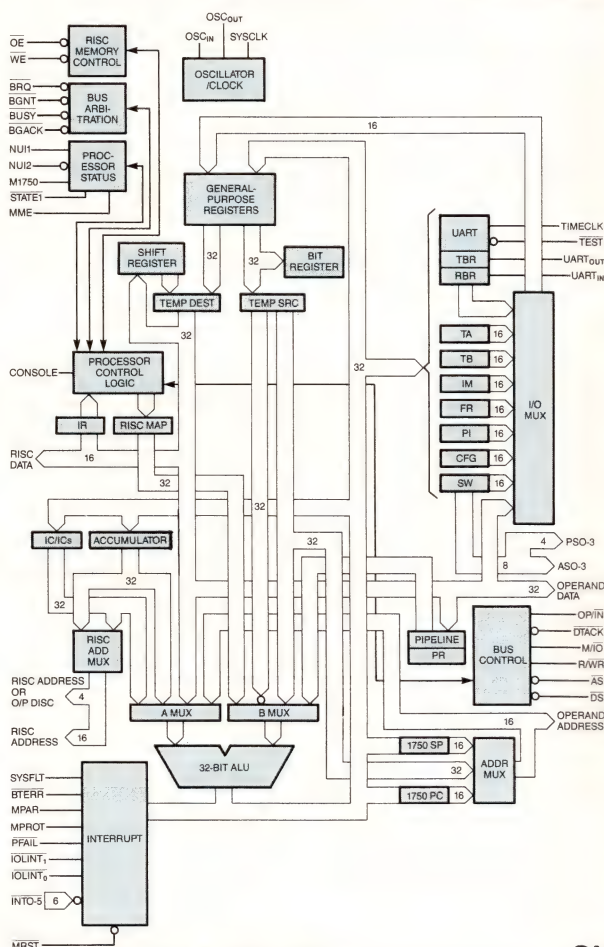 OSC_OUT
OSC_IN
SYSCLK
OE
WE
RISC
MEMORY
CONTROL
OSCILLATOR
/CLOCK
BRQ
BGNT
BUSY
BGACK
BUS
ARBI-
TRATION
NUI1
NUI2
M1750
STATE1
MME
PROC-
ESSOR
STATUS
16
GENERAL-
PURPOSE
REGISTERS
UART
TBR
RBR
TIMECLK
TEST
UART_OUT
UART_IN
SHIFT
REGISTER
32
32
BIT
REGISTER
TEMP DEST
TEMP SRC
32
32
TA 16
TB 16
IM 16
FR 16
PI 16
CFG 16
SW 16
I/O
MUX
CONSOLE
PROCESSOR
CONTROL
LOGIC
IR
RISC MAP
RISC
DATA
16
32
32
IC/ICs
ACCUMULATOR
32
4
PSO-3
8
ASO-3
32
OPERAND
DATA
32
32
RISC
ADD
MUX
PIPELINE
PR
BUS
CONTROL
OP/IN
DTACK
M/IO
R/WR
AS
DS
RISC ADDRESS
OR
O/P DISC
4
RISC
ADDRESS
16
A MUX
B MUX
16
OPERAND
ADDRESS
32-BIT ALU
1750 SP 16
32
1750 PC 16
ADDR
MUX
SYSFLT
BTERR
MPAR
MPROT
PFAIL
IOLINT1
IOLINT0
INTO-5 6
INTERRUPT
MRST